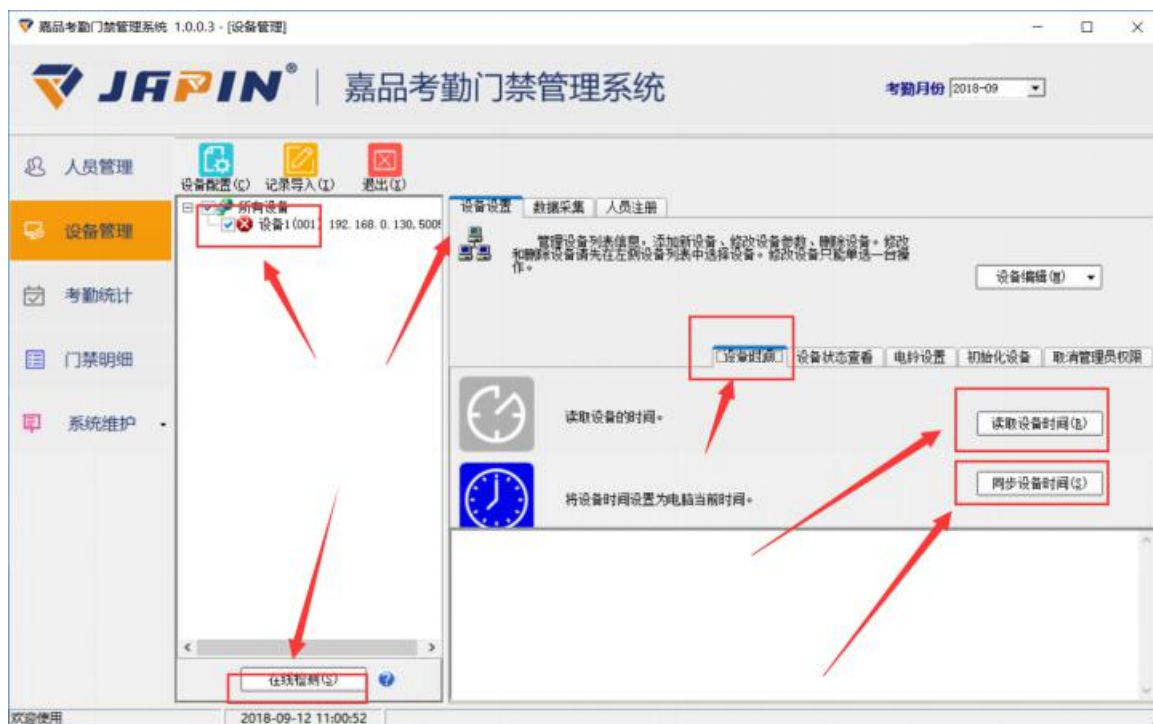 嘉品考勤门禁管理系统 1.0.0.3 - [设备管理]
JAPIN® 嘉品考勤门禁管理系统
考勤月份 2018-09
人员管理
设备管理
考勤统计
门禁明细
系统维护
设备配置(C) 记录导入(I) 退出(X)
所有设备
设备1(001) 192.168.0.130,500
设备设置 数据采集 人员注册
管理设备列表信息，添加新设备、修改设备参数、删除设备。修改
和删除设备请先在左侧设备列表中选择设备。修改设备只能单选一台操
作。
设备编辑(M)
设备时间 设备状态查看 电铃设置 初始化设备 取消管理员权限
读取设备的时间。
读取设备时间(R)
将设备时间设置为电脑当前时间。
同步设备时间(S)
在线检测(S)
欢迎使用 2018-09-12 11:00:52